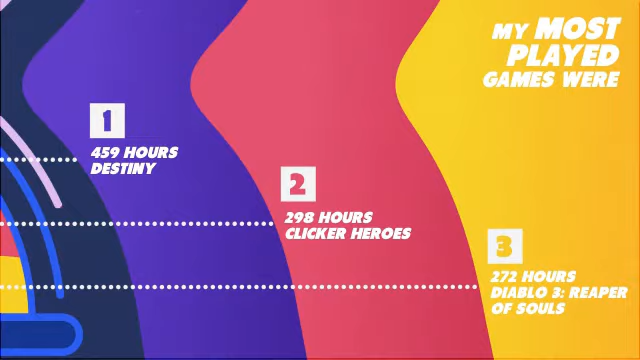 MY MOST
PLAYED
GAMES WERE
1
459 HOURS
DESTINY
2
298 HOURS
CLICKER HEROES
3
272 HOURS
DIABLO 3: REAPER
OF SOULS